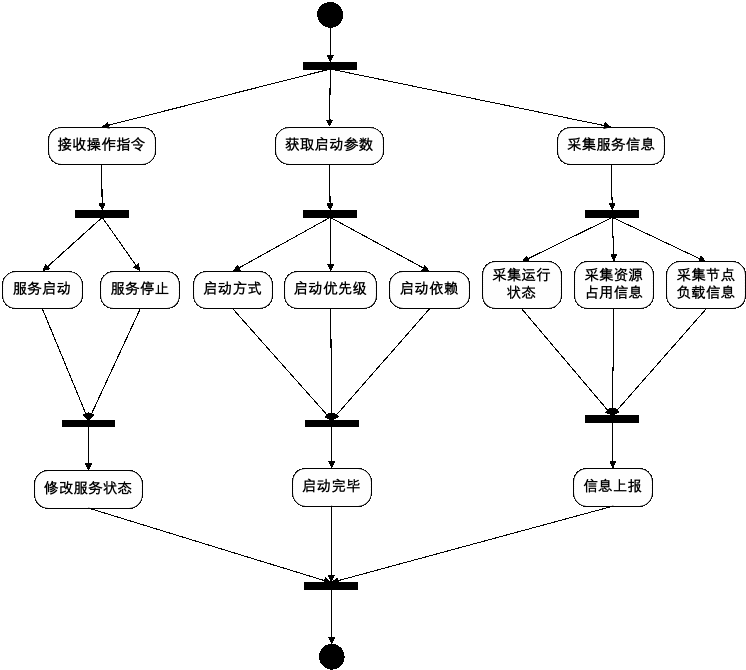 接收操作指令
获取启动参数
采集服务信息
服务启动
服务停止
启动方式
启动优先级
启动依赖
采集运行
状态
采集资源
占用信息
采集节点
负载信息
修改服务状态
启动完毕
信息上报